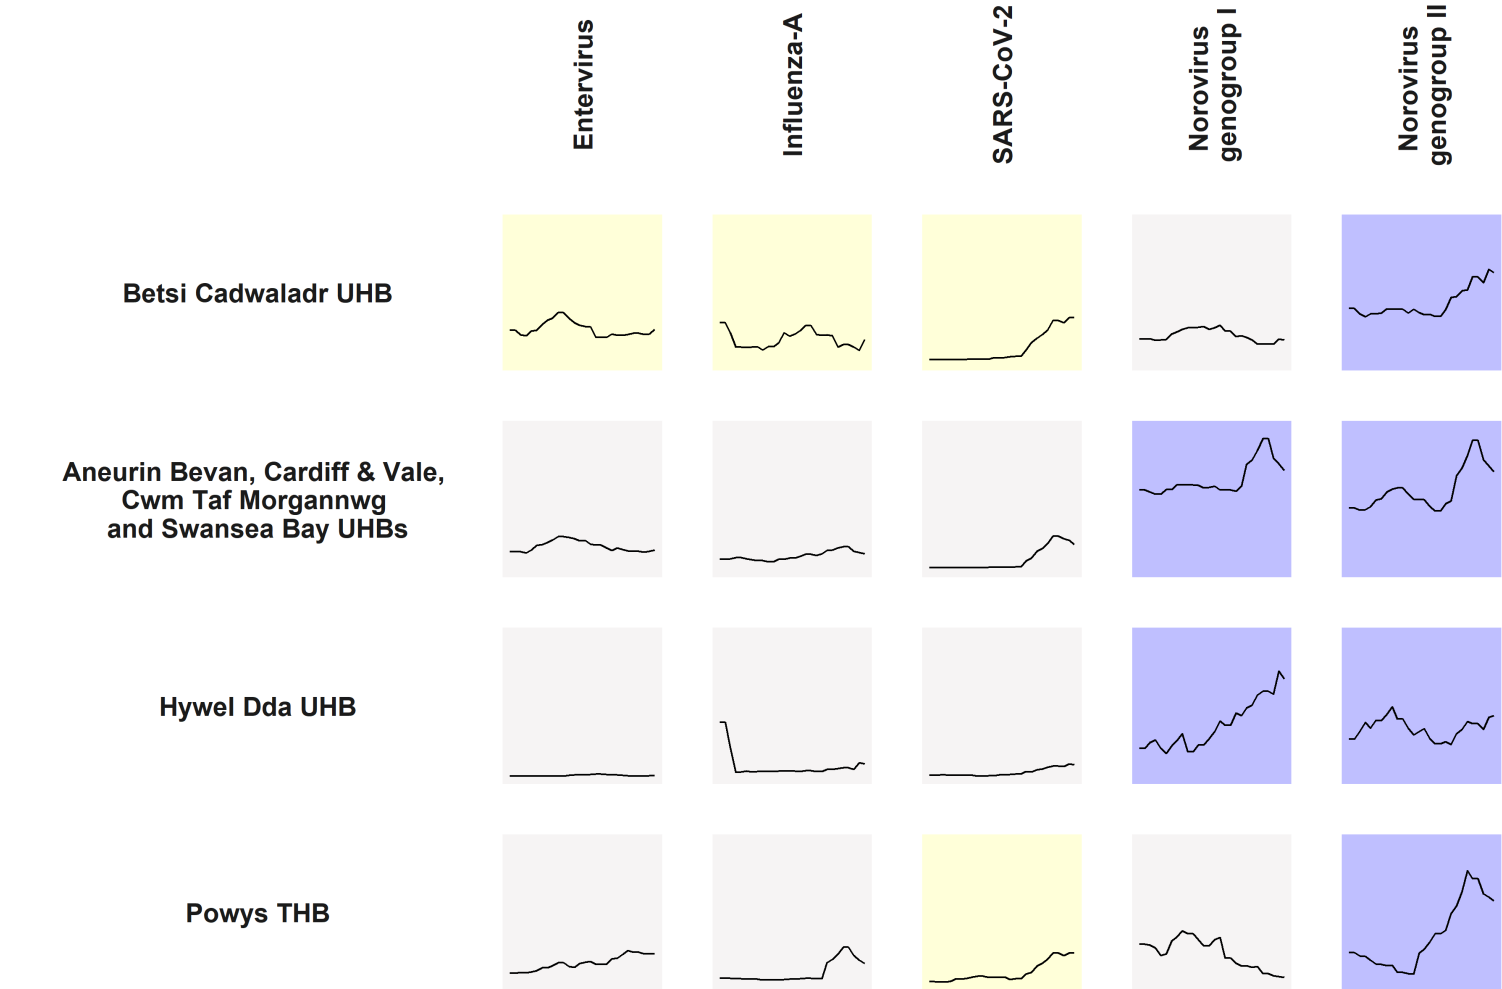 Entervirus
Influenza-A
SARS-CoV-2
Norovirus
genogroup I
Norovirus
genogroup II
Betsi Cadwaladr UHB
Aneurin Bevan, Cardiff & Vale,
Cwm Taf Morgannwg
and Swansea Bay UHBs
Hywel Dda UHB
Powys THB